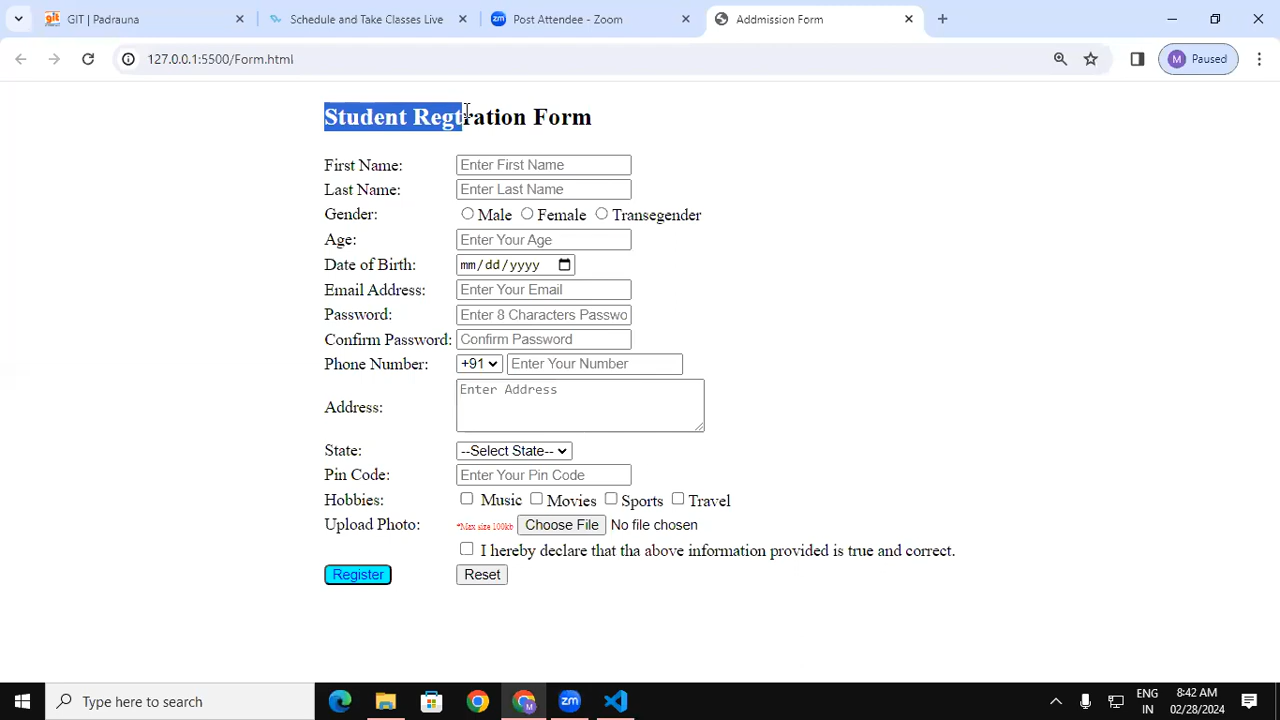 GIT | Padrauna
Schedule and Take Classes Live
Post Attendee - Zoom
Addmission Form
127.0.0.1:5500/Form.html
M Paused
Student Regtration Form
First Name: Enter First Name
Last Name: Enter Last Name
Gender: Male Female Transegender
Age: Enter Your Age
Date of Birth: mm/dd/yyyy
Email Address: Enter Your Email
Password: Enter 8 Characters Passwo
Confirm Password: Confirm Password
Phone Number: +91 Enter Your Number
Address: Enter Address
State: --Select State--
Pin Code: Enter Your Pin Code
Hobbies: Music Movies Sports Travel
Upload Photo: *Max size 100kb Choose File No file chosen
I hereby declare that tha above information provided is true and correct.
Register Reset
Type here to search
ENG
IN
8:42 AM
02/28/2024